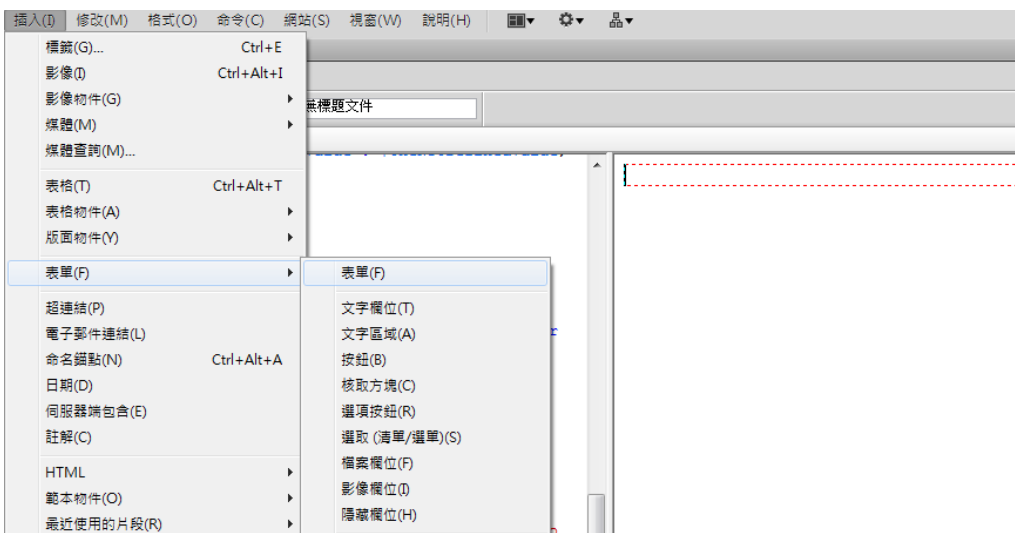 插入(I) 修改(M) 格式(O) 命令(C) 網站(S) 視窗(W) 說明(H)
標籤(G)... Ctrl+E
影像(I) Ctrl+Alt+I
影像物件(G)
無標題文件
媒體(M)
媒體查詢(M)...
表格(T) Ctrl+Alt+T
表格物件(A)
版面物件(Y)
表單(F)
表單(F)
超連結(P)
文字欄位(T)
電子郵件連結(L)
文字區域(A)
命名錨點(N) Ctrl+Alt+A
按鈕(B)
日期(D)
核取方塊(C)
伺服器端包含(E)
選項按鈕(R)
註解(C)
選取 (清單/選單)(S)
檔案欄位(F)
HTML
影像欄位(I)
範本物件(O)
隱藏欄位(H)
最近使用的片段(R)